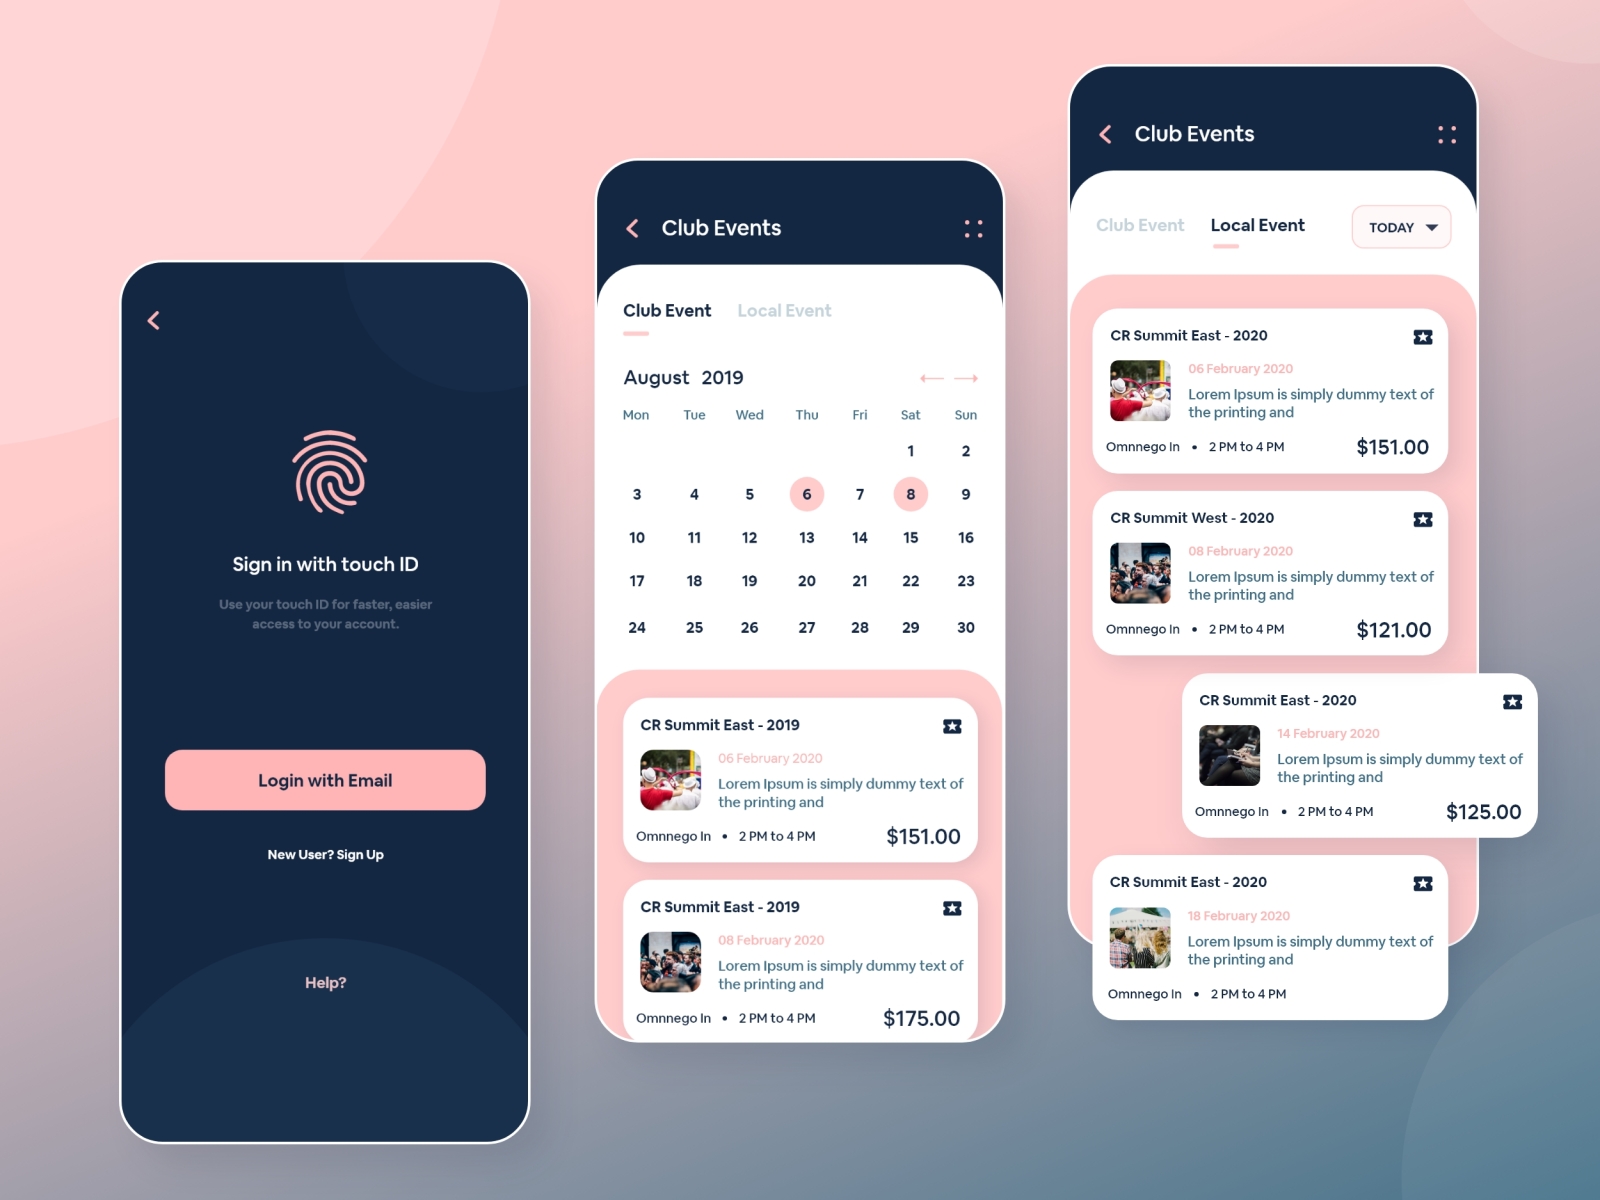 Sign in with touch ID
Use your touch ID for faster, easier
access to your account.
Login with Email
New User? Sign Up
Help?
Club Events
Club Event Local Event
August 2019
Mon Tue Wed Thu Fri Sat Sun
1 2
3 4 5 6 7 8 9
10 11 12 13 14 15 16
17 18 19 20 21 22 23
24 25 26 27 28 29 30
CR Summit East - 2019
06 February 2020
Lorem Ipsum is simply dummy text of
the printing and
Omnnego In • 2 PM to 4 PM $151.00
CR Summit East - 2019
08 February 2020
Lorem Ipsum is simply dummy text of
the printing and
Omnnego In • 2 PM to 4 PM $175.00
Club Events
Club Event Local Event TODAY
CR Summit East - 2020
06 February 2020
Lorem Ipsum is simply dummy text of
the printing and
Omnnego In • 2 PM to 4 PM $151.00
CR Summit West - 2020
08 February 2020
Lorem Ipsum is simply dummy text of
the printing and
Omnnego In • 2 PM to 4 PM $121.00
CR Summit East - 2020
14 February 2020
Lorem Ipsum is simply dummy text of
the printing and
Omnnego In • 2 PM to 4 PM $125.00
CR Summit East - 2020
18 February 2020
Lorem Ipsum is simply dummy text of
the printing and
Omnnego In • 2 PM to 4 PM